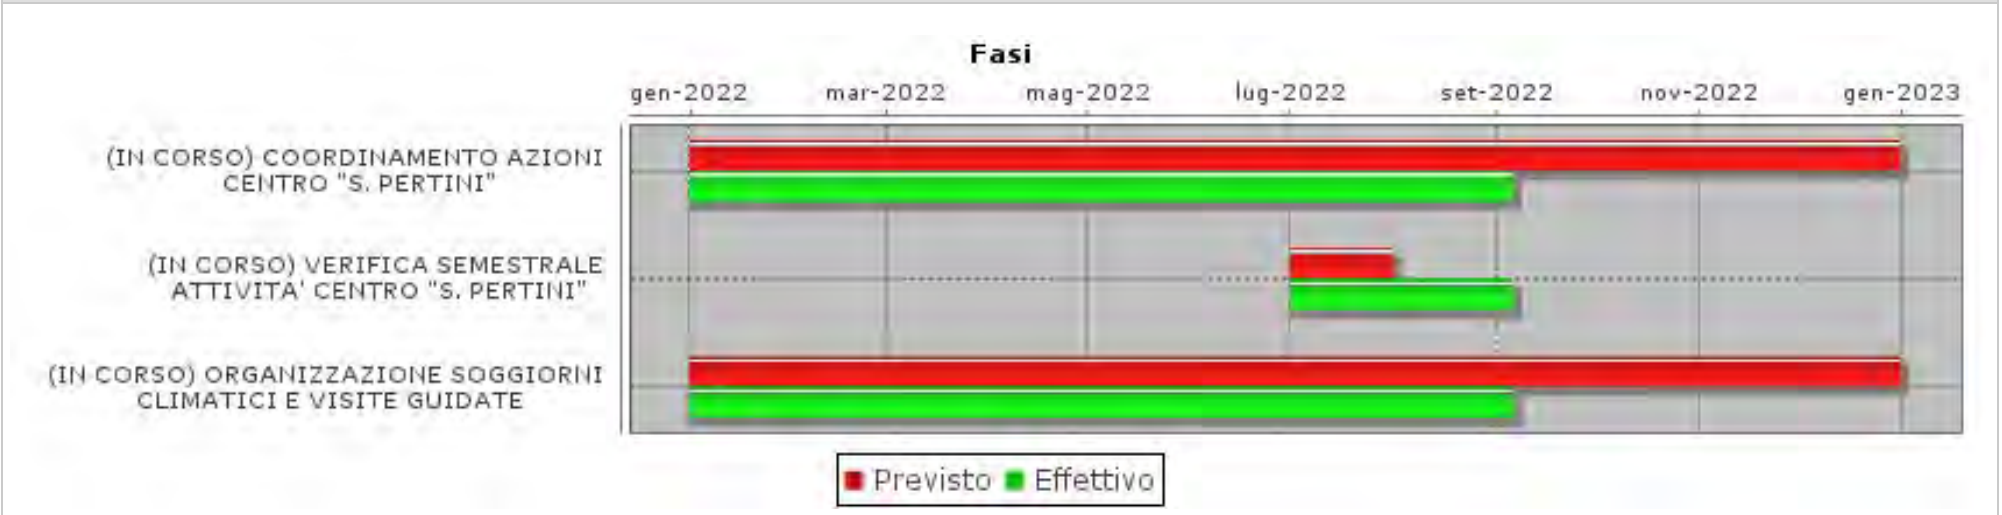 Fasi
gen-2022 mar-2022 mag-2022 lug-2022 set-2022 nov-2022 gen-2023
(IN CORSO) COORDINAMENTO AZIONI
CENTRO "S. PERTINI"
(IN CORSO) VERIFICA SEMESTRALE
ATTIVITA' CENTRO "S. PERTINI"
(IN CORSO) ORGANIZZAZIONE SOGGIORNI
CLIMATICI E VISITE GUIDATE
Previsto Effettivo